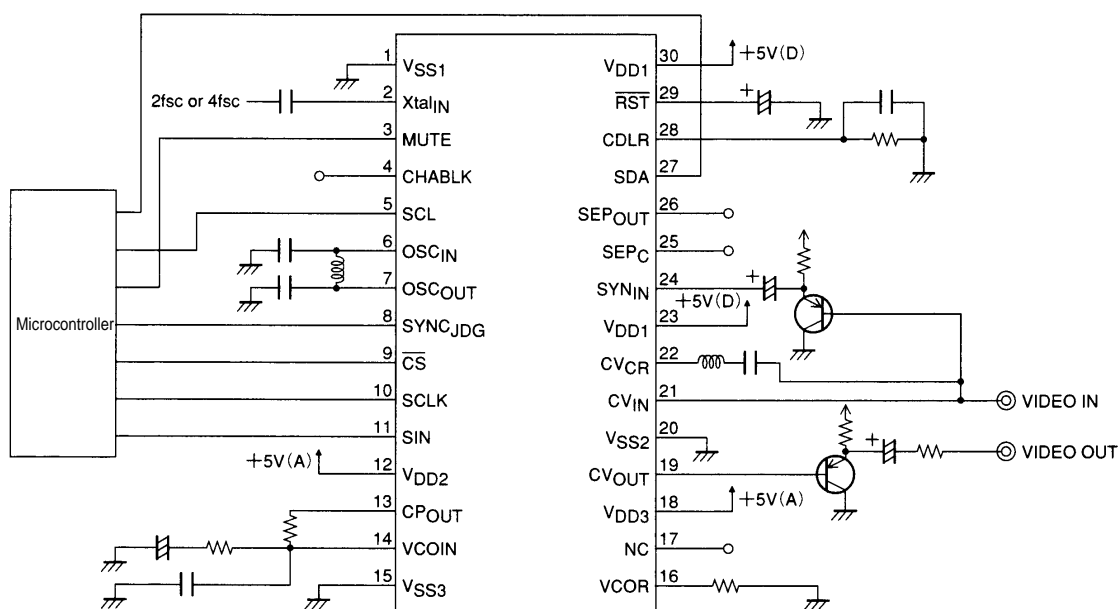 1
VSS1
2fsc or 4fsc
2
XtalIN
3
MUTE
4
CHABLK
5
SCL
6
OSCIN
7
OSCOUT
Microcontroller
8
SYNCJDG
9
CS
10
SCLK
11
SIN
+5V(A)
12
VDD2
13
CPOUT
14
VCOIN
15
VSS3
VDD1
30
+5V(D)
RST
29
+
CDLR
28
SDA
27
SEPOUT
26
SEPC
25
SYNIN
24
+
+5V(D)
VDD1
23
CVCR
22
CVIN
21
VIDEO IN
VSS2
20
+
VIDEO OUT
CVOUT
19
+5V(A)
VDD3
18
NC
17
VCOR
16